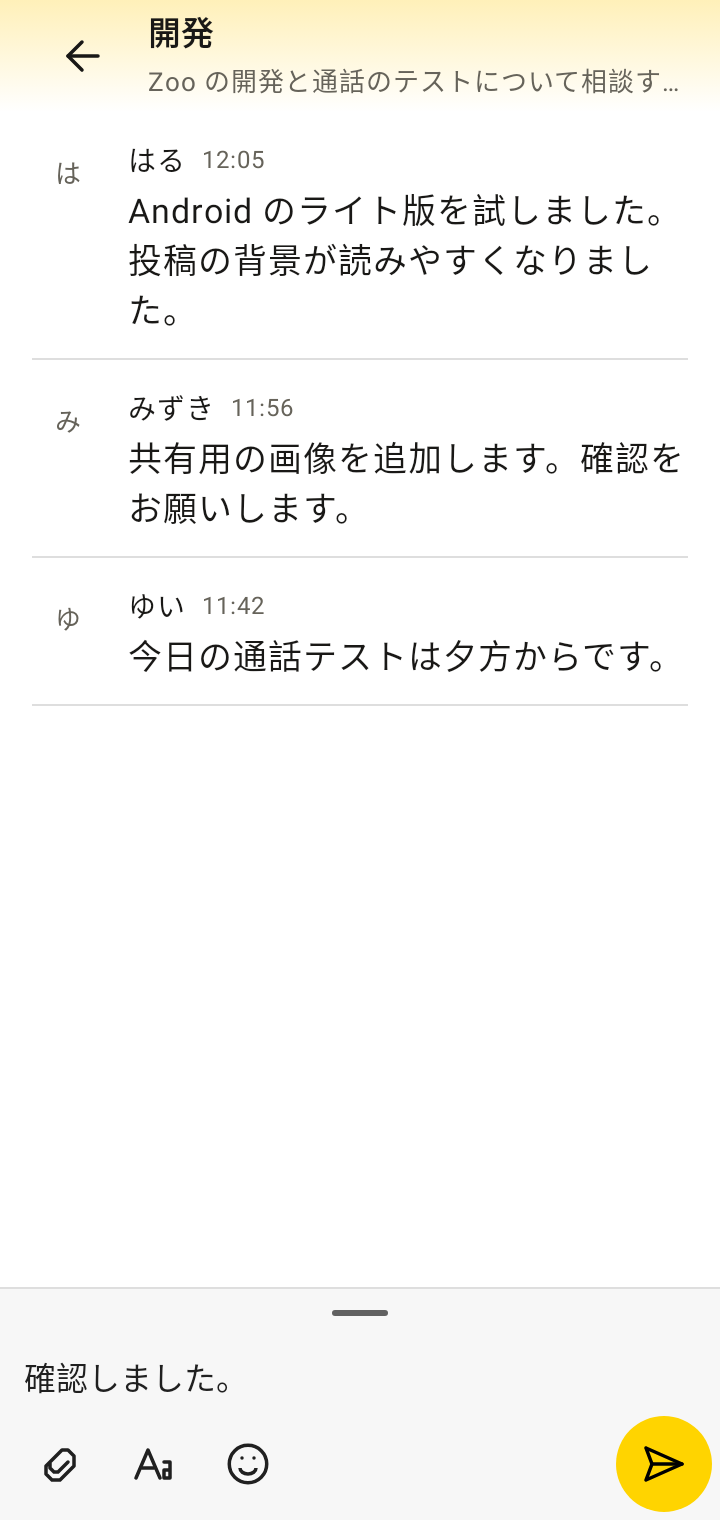 開発
Zoo の開発と通話のテストについて相談す…
は
はる 12:05
Android のライト版を試しました。
投稿の背景が読みやすくなりまし
た。
み
みずき 11:56
共有用の画像を追加します。確認を
お願いします。
ゆ
ゆい 11:42
今日の通話テストは夕方からです。
確認しました。
Aa